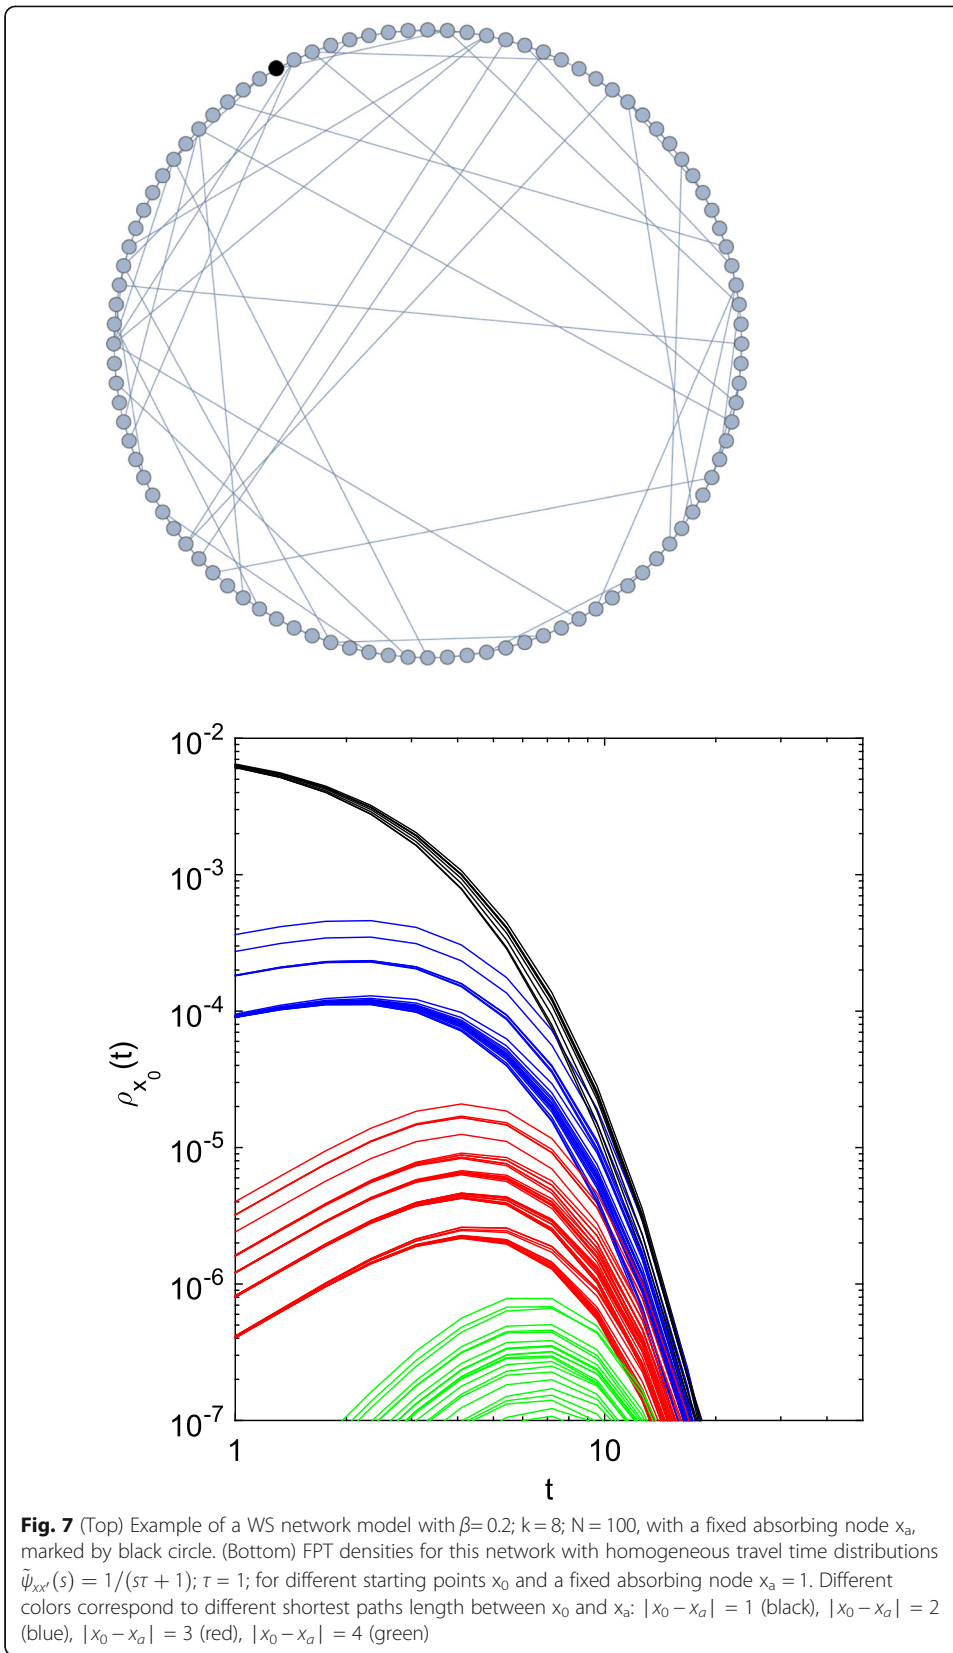 10-2
10-3
10-4
ρx0(t)
10-5
10-6
10-7
1
10
t
Fig. 7 (Top) Example of a WS network model with β= 0.2; k = 8; N = 100, with a fixed absorbing node xa,
marked by black circle. (Bottom) FPT densities for this network with homogeneous travel time distributions
ψ̃xx′(s) = 1/(sτ + 1); τ = 1; for different starting points x0 and a fixed absorbing node xa = 1. Different
colors correspond to different shortest paths length between x0 and xa: |x0 − xa| = 1 (black), |x0 − xa| = 2
(blue), |x0 − xa| = 3 (red), |x0 − xa| = 4 (green)